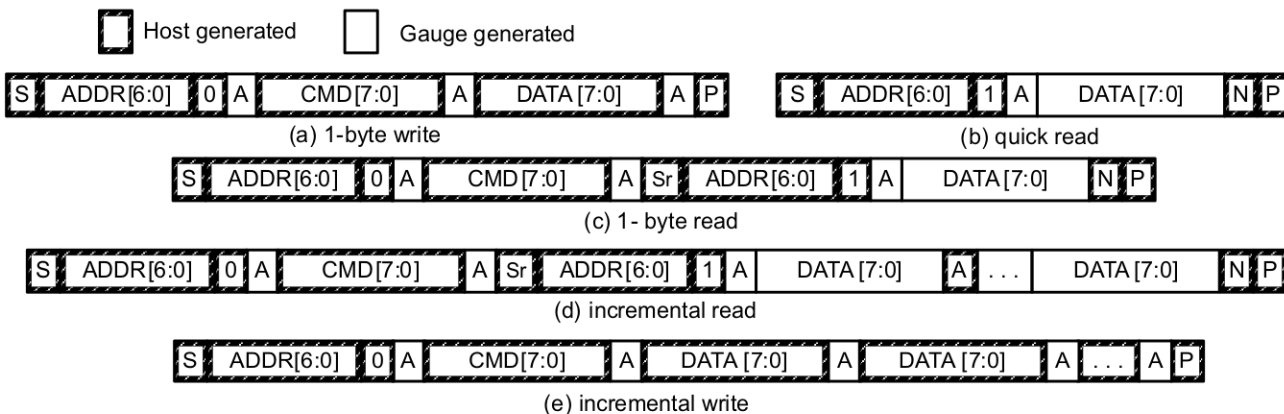 Host generated Gauge generated
S ADDR[6:0] 0 A CMD[7:0] A DATA[7:0] A P S ADDR[6:0] 1 A DATA[7:0] N P
(a) 1-byte write (b) quick read
S ADDR[6:0] 0 A CMD[7:0] A Sr ADDR[6:0] 1 A DATA[7:0] N P
(c) 1- byte read
S ADDR[6:0] 0 A CMD[7:0] A Sr ADDR[6:0] 1 A DATA[7:0] A . . . DATA[7:0] N P
(d) incremental read
S ADDR[6:0] 0 A CMD[7:0] A DATA[7:0] A DATA[7:0] A . . . A P
(e) incremental write